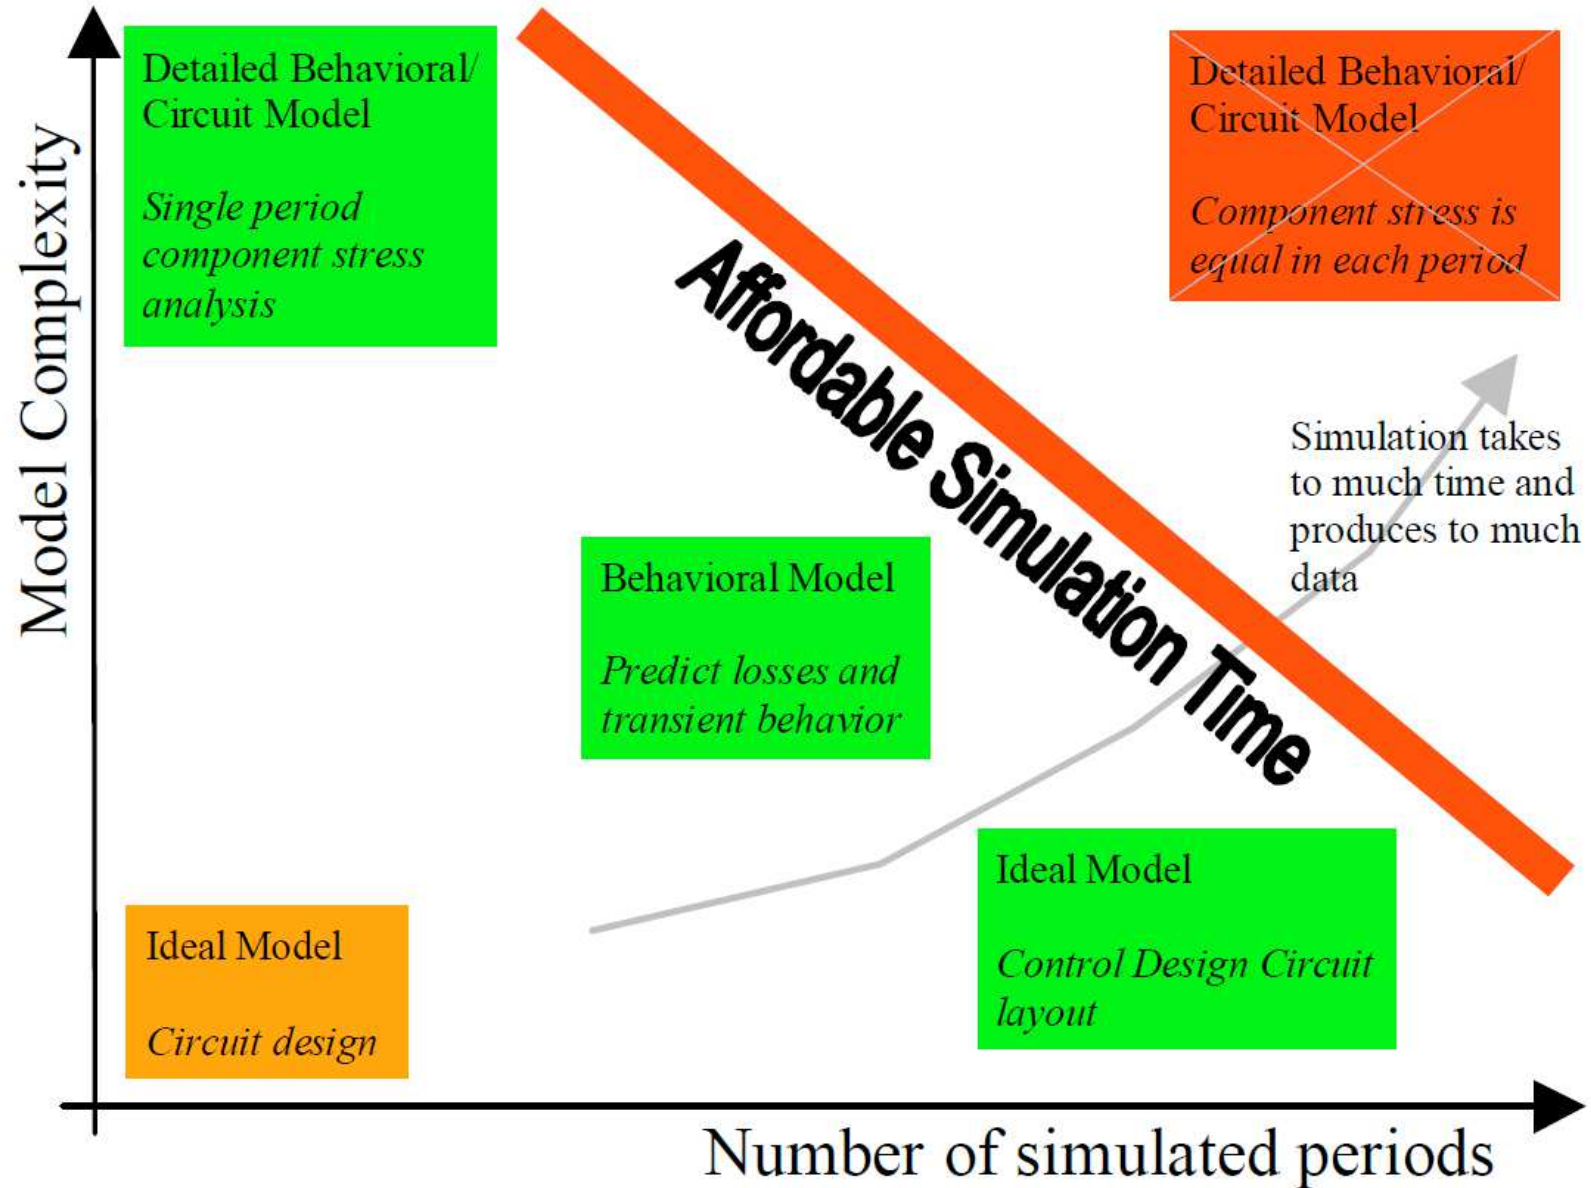 Model Complexity
Detailed Behavioral/
Circuit Model
Single period
component stress
analysis
Detailed Behavioral/
Circuit Model
Component stress is
equal in each period
Affordable Simulation Time
Simulation takes
to much time and
produces to much
data
Behavioral Model
Predict losses and
transient behavior
Ideal Model
Control Design Circuit
layout
Ideal Model
Circuit design
Number of simulated periods